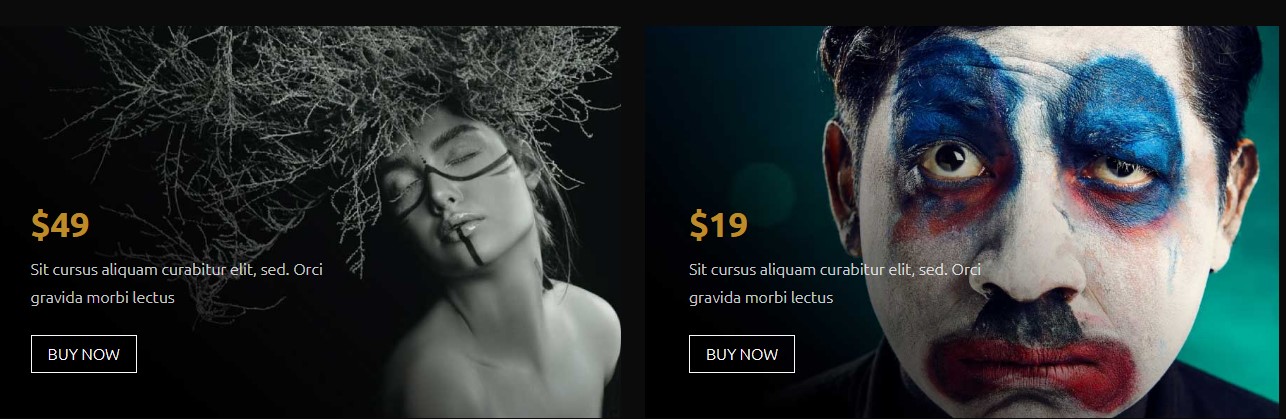 $49
Sit cursus aliquam curabitur elit, sed. Orci
gravida morbi lectus
BUY NOW
$19
Sit cursus aliquam curabitur elit, sed. Orci
gravida morbi lectus
BUY NOW